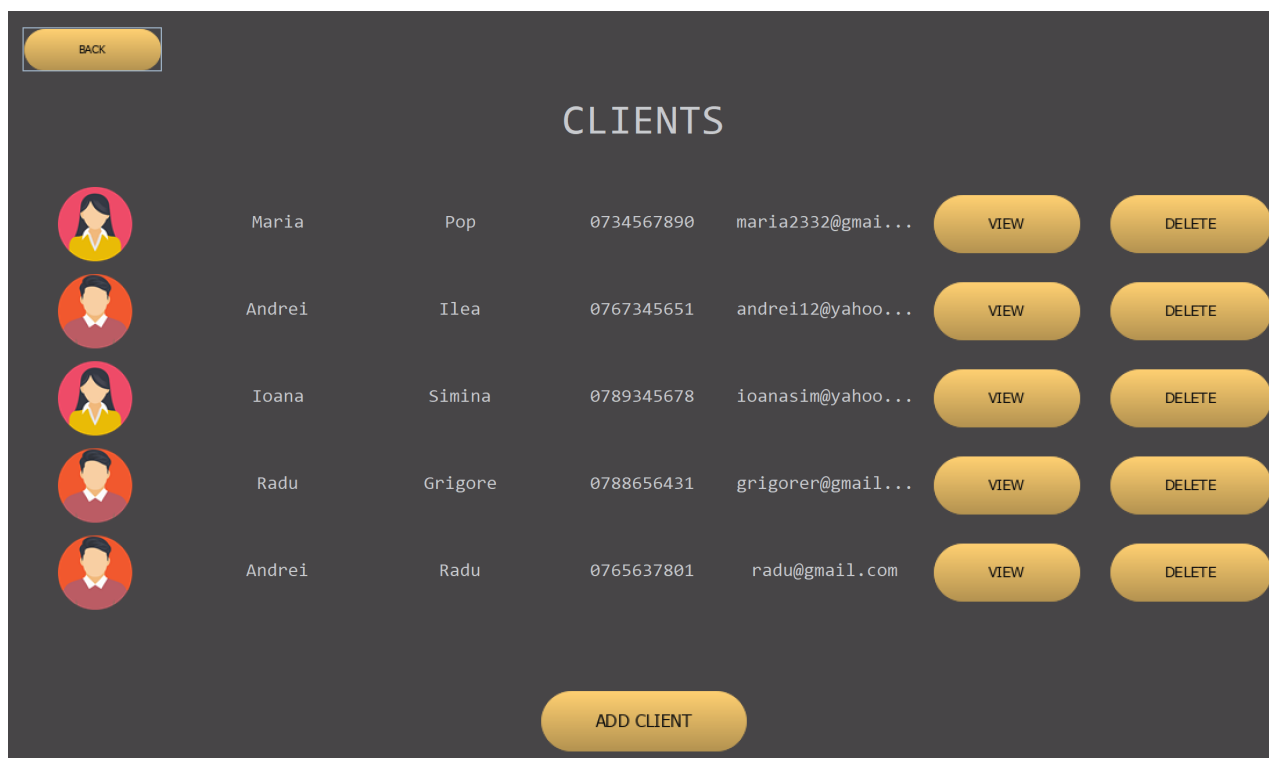 BACK
CLIENTS
Maria Pop 0734567890 maria2332@gmai... VIEW DELETE
Andrei Ilea 0767345651 andrei12@yahoo... VIEW DELETE
Ioana Simina 0789345678 ioanasim@yahoo... VIEW DELETE
Radu Grigore 0788656431 grigorer@gmail... VIEW DELETE
Andrei Radu 0765637801 radu@gmail.com VIEW DELETE
ADD CLIENT